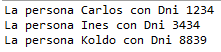 La persona Carlos con Dni 1234
La persona Ines con Dni 3434
La persona Koldo con Dni 8839